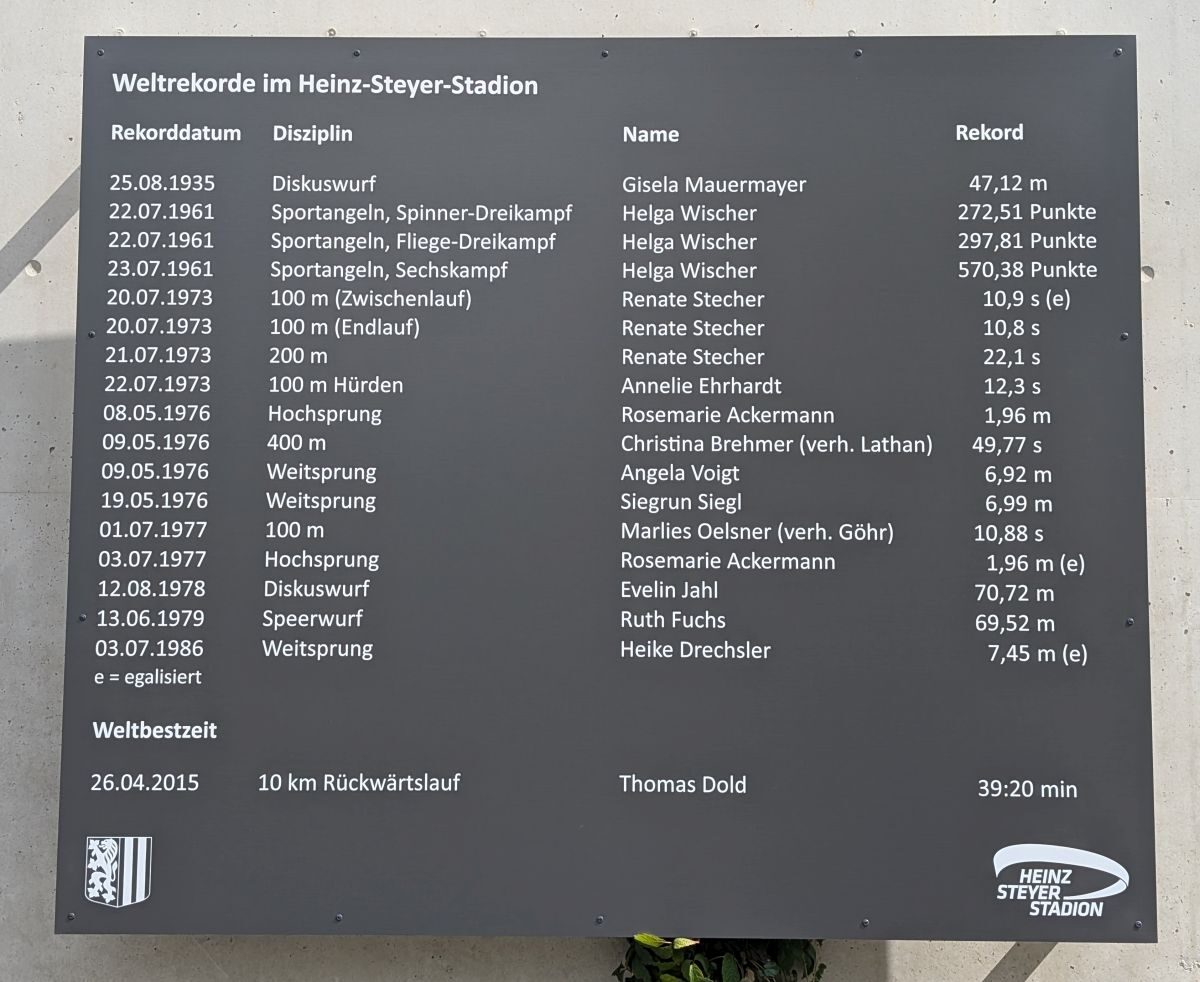 Weltrekorde im Heinz-Steyer-Stadion
Rekorddatum Disziplin Name Rekord
25.08.1935 Diskuswurf Gisela Mauermayer 47,12 m
22.07.1961 Sportangeln, Spinner-Dreikampf Helga Wischer 272,51 Punkte
22.07.1961 Sportangeln, Fliege-Dreikampf Helga Wischer 297,81 Punkte
23.07.1961 Sportangeln, Sechskampf Helga Wischer 570,38 Punkte
20.07.1973 100 m (Zwischenlauf) Renate Stecher 10,9 s (e)
20.07.1973 100 m (Endlauf) Renate Stecher 10,8 s
21.07.1973 200 m Renate Stecher 22,1 s
22.07.1973 100 m Hürden Annelie Ehrhardt 12,3 s
08.05.1976 Hochsprung Rosemarie Ackermann 1,96 m
09.05.1976 400 m Christina Brehmer (verh. Lathan) 49,77 s
09.05.1976 Weitsprung Angela Voigt 6,92 m
19.05.1976 Weitsprung Siegrun Siegl 6,99 m
01.07.1977 100 m Marlies Oelsner (verh. Göhr) 10,88 s
03.07.1977 Hochsprung Rosemarie Ackermann 1,96 m (e)
12.08.1978 Diskuswurf Evelin Jahl 70,72 m
13.06.1979 Speerwurf Ruth Fuchs 69,52 m
03.07.1986 Weitsprung Heike Drechsler 7,45 m (e)
e = egalisiert
Weltbestzeit
26.04.2015 10 km Rückwärtslauf Thomas Dold 39:20 min
HEINZ
STEYER
STADION